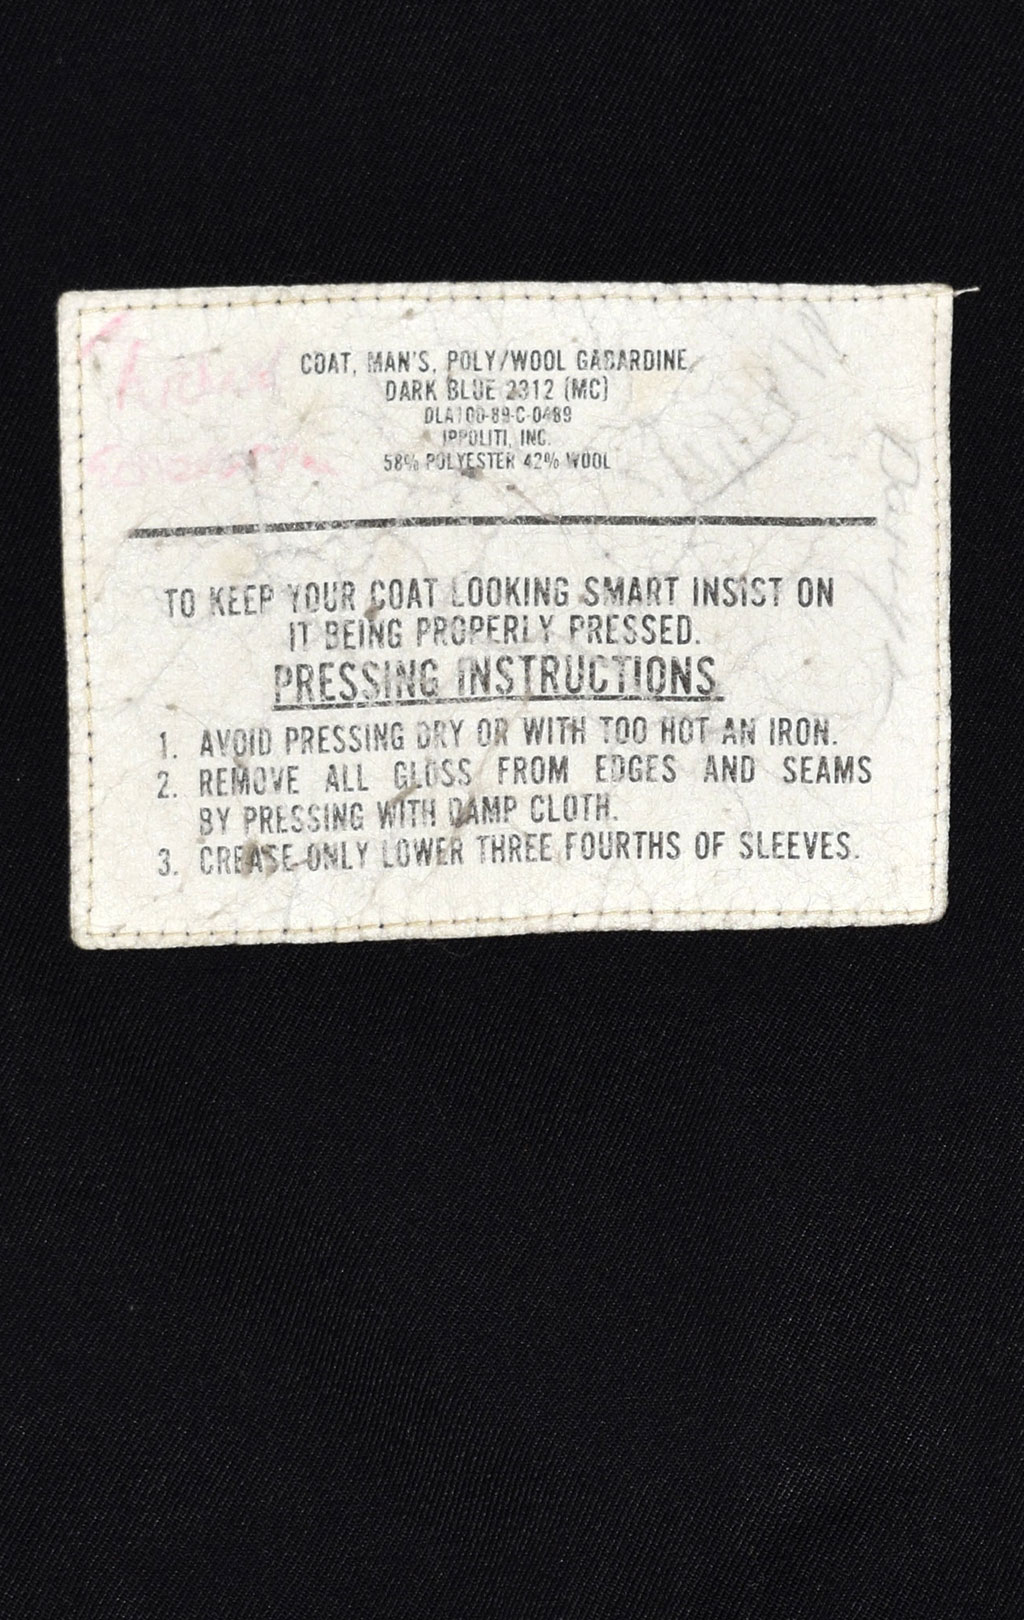 COAT, MAN'S, POLY/WOOL GABARDINE
DARK BLUE 2312 (MC)
DLA100-89-C-0489
IPPOLITI, INC.
58% POLYESTER 42% WOOL
TO KEEP YOUR COAT LOOKING SMART INSIST ON
IT BEING PROPERLY PRESSED.
PRESSING INSTRUCTIONS
1. AVOID PRESSING DRY OR WITH TOO HOT AN IRON.
2. REMOVE ALL GLOSS FROM EDGES AND SEAMS
BY PRESSING WITH DAMP CLOTH.
3. CREASE ONLY LOWER THREE FOURTHS OF SLEEVES.